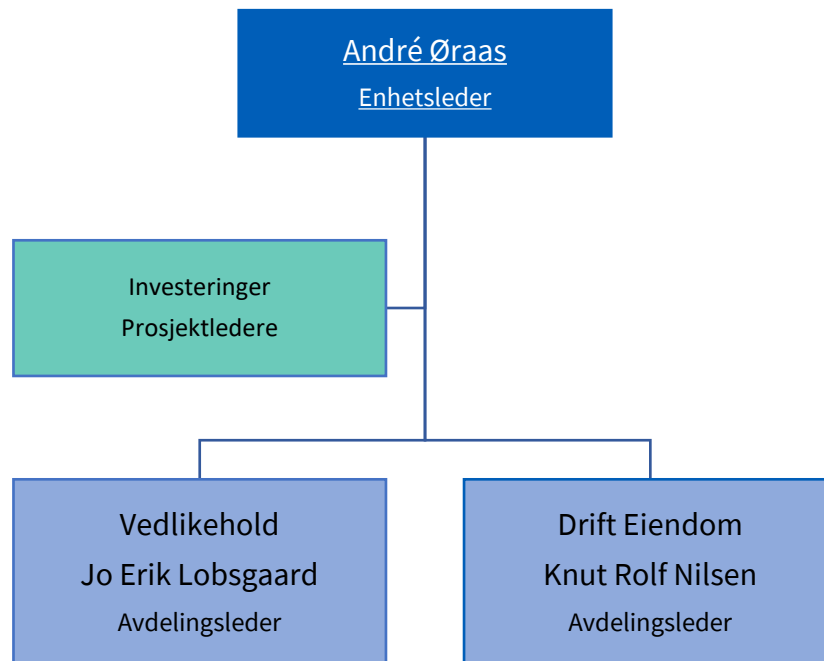 André Øraas
Enhetsleder
Investeringer
Prosjektledere
Vedlikehold
Jo Erik Lobsgaard
Avdelingsleder
Drift Eiendom
Knut Rolf Nilsen
Avdelingsleder